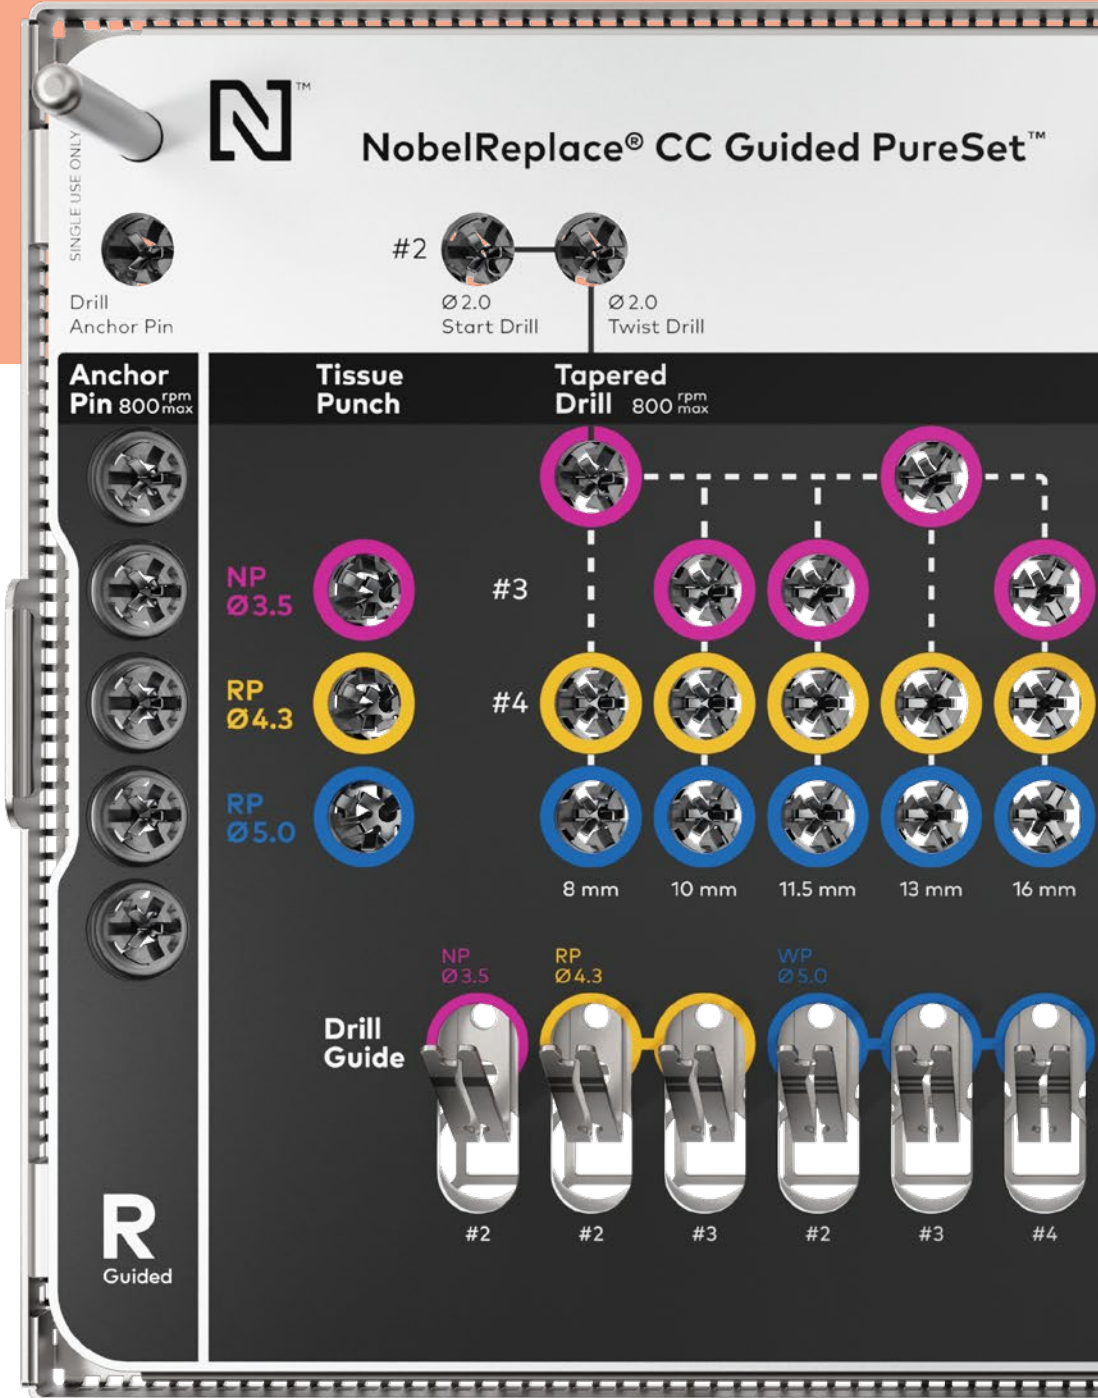 N™
NobelReplace® CC Guided PureSet™
SINGLE USE ONLY
#2
Drill
Anchor Pin
Ø 2.0
Start Drill
Ø 2.0
Twist Drill
Anchor
Pin 800 rpm max
Tissue
Punch
Tapered
Drill 800 rpm max
NP
Ø3.5
#3
RP
Ø4.3
#4
RP
Ø5.0
8 mm
10 mm
11.5 mm
13 mm
16 mm
NP
Ø3.5
RP
Ø4.3
WP
Ø5.0
Drill
Guide
#2
#2
#3
#2
#3
#4
R
Guided